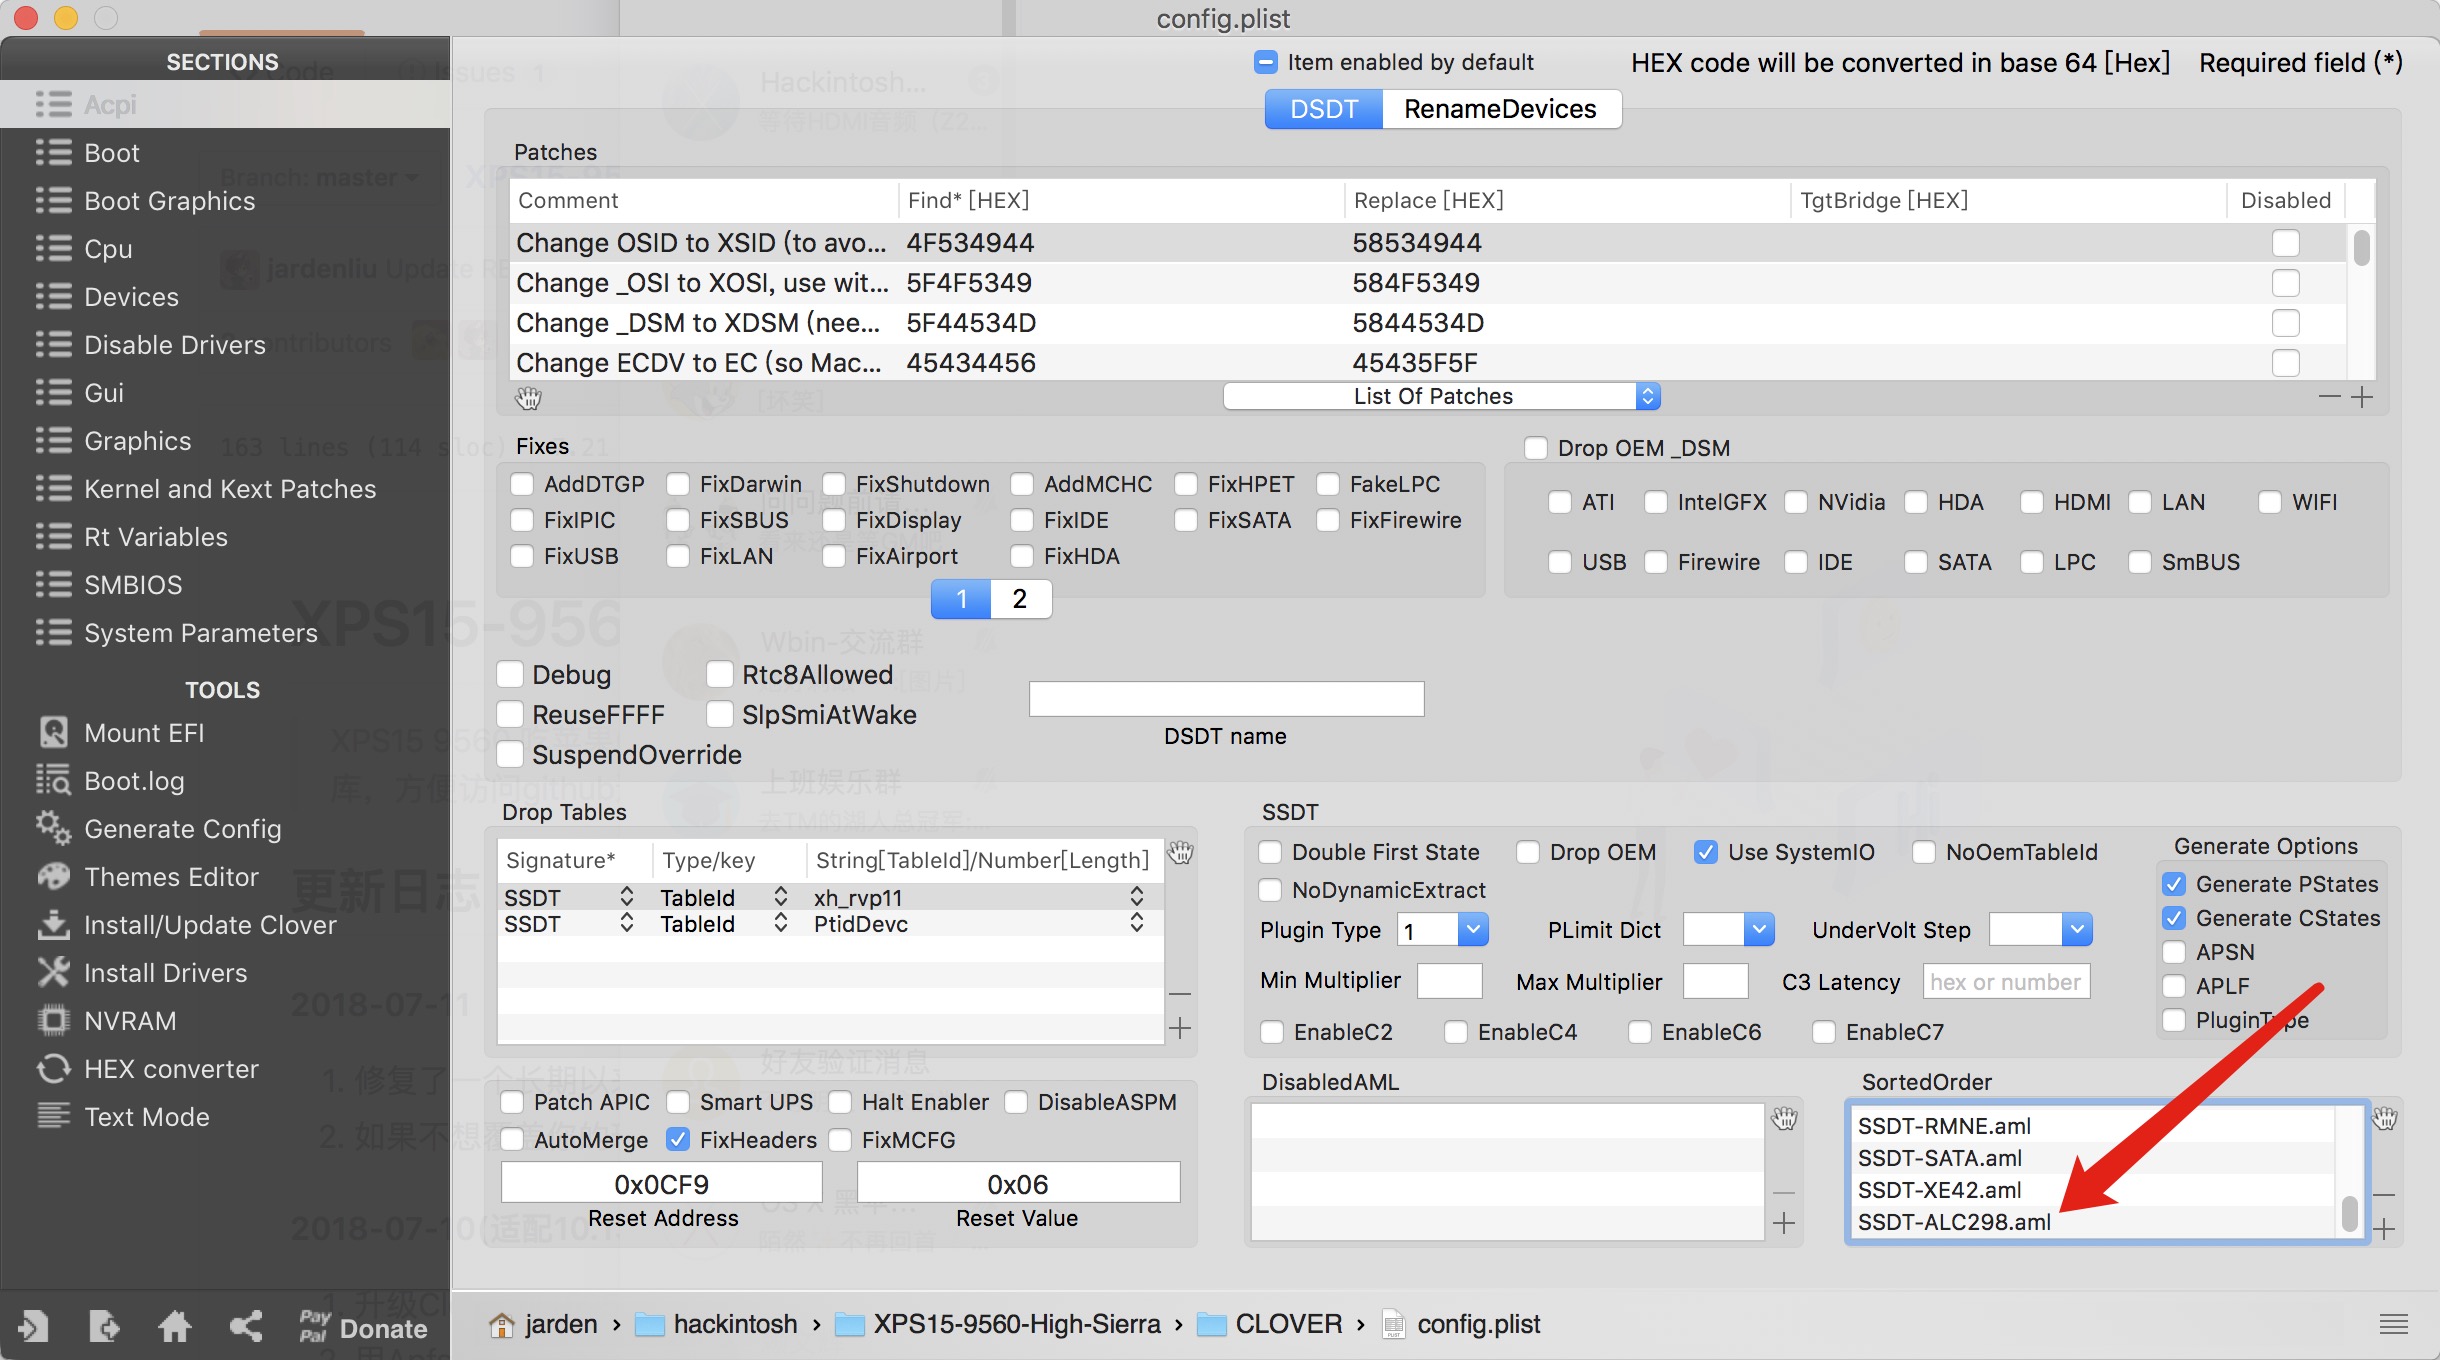 config.plist
SECTIONS
Acpi
Boot
Boot Graphics
Cpu
Devices
Disable Drivers
Gui
Graphics
Kernel and Kext Patches
Rt Variables
SMBIOS
System Parameters
TOOLS
Mount EFI
Boot.log
Generate Config
Themes Editor
Install/Update Clover
Install Drivers
NVRAM
HEX converter
Text Mode
PayPal Donate
Item enabled by default HEX code will be converted in base 64 [Hex] Required field (*)
DSDT RenameDevices
Patches
Comment Find* [HEX] Replace [HEX] TgtBridge [HEX] Disabled
Change OSID to XSID (to avo... 4F534944 58534944
Change _OSI to XOSI, use wit... 5F4F5349 584F5349
Change _DSM to XDSM (nee... 5F44534D 5844534D
Change ECDV to EC (so Mac... 45434456 45435F5F
List Of Patches
Fixes
AddDTGP FixDarwin FixShutdown AddMCHC FixHPET FakeLPC
FixIPIC FixSBUS FixDisplay FixIDE FixSATA FixFirewire
FixUSB FixLAN FixAirport FixHDA
1 2
Drop OEM _DSM
ATI IntelGFX NVidia HDA HDMI LAN WIFI
USB Firewire IDE SATA LPC SmBUS
Debug Rtc8Allowed
ReuseFFFF SlpSmiAtWake
SuspendOverride
DSDT name
Drop Tables
Signature* Type/key String[TableId]/Number[Length]
SSDT TableId xh_rvp11
SSDT TableId PtidDevc
SSDT
Double First State Drop OEM Use SystemIO NoOemTableId
NoDynamicExtract
Plugin Type 1 PLimit Dict UnderVolt Step
Min Multiplier Max Multiplier C3 Latency hex or number
EnableC2 EnableC4 EnableC6 EnableC7
Generate Options
Generate PStates
Generate CStates
APSN
APLF
PluginType
Patch APIC Smart UPS Halt Enabler DisableASPM
AutoMerge FixHeaders FixMCFG
0x0CF9 0x06
Reset Address Reset Value
DisabledAML
SortedOrder
SSDT-RMNE.aml
SSDT-SATA.aml
SSDT-XE42.aml
SSDT-ALC298.aml
jarden › hackintosh › XPS15-9560-High-Sierra › CLOVER › config.plist